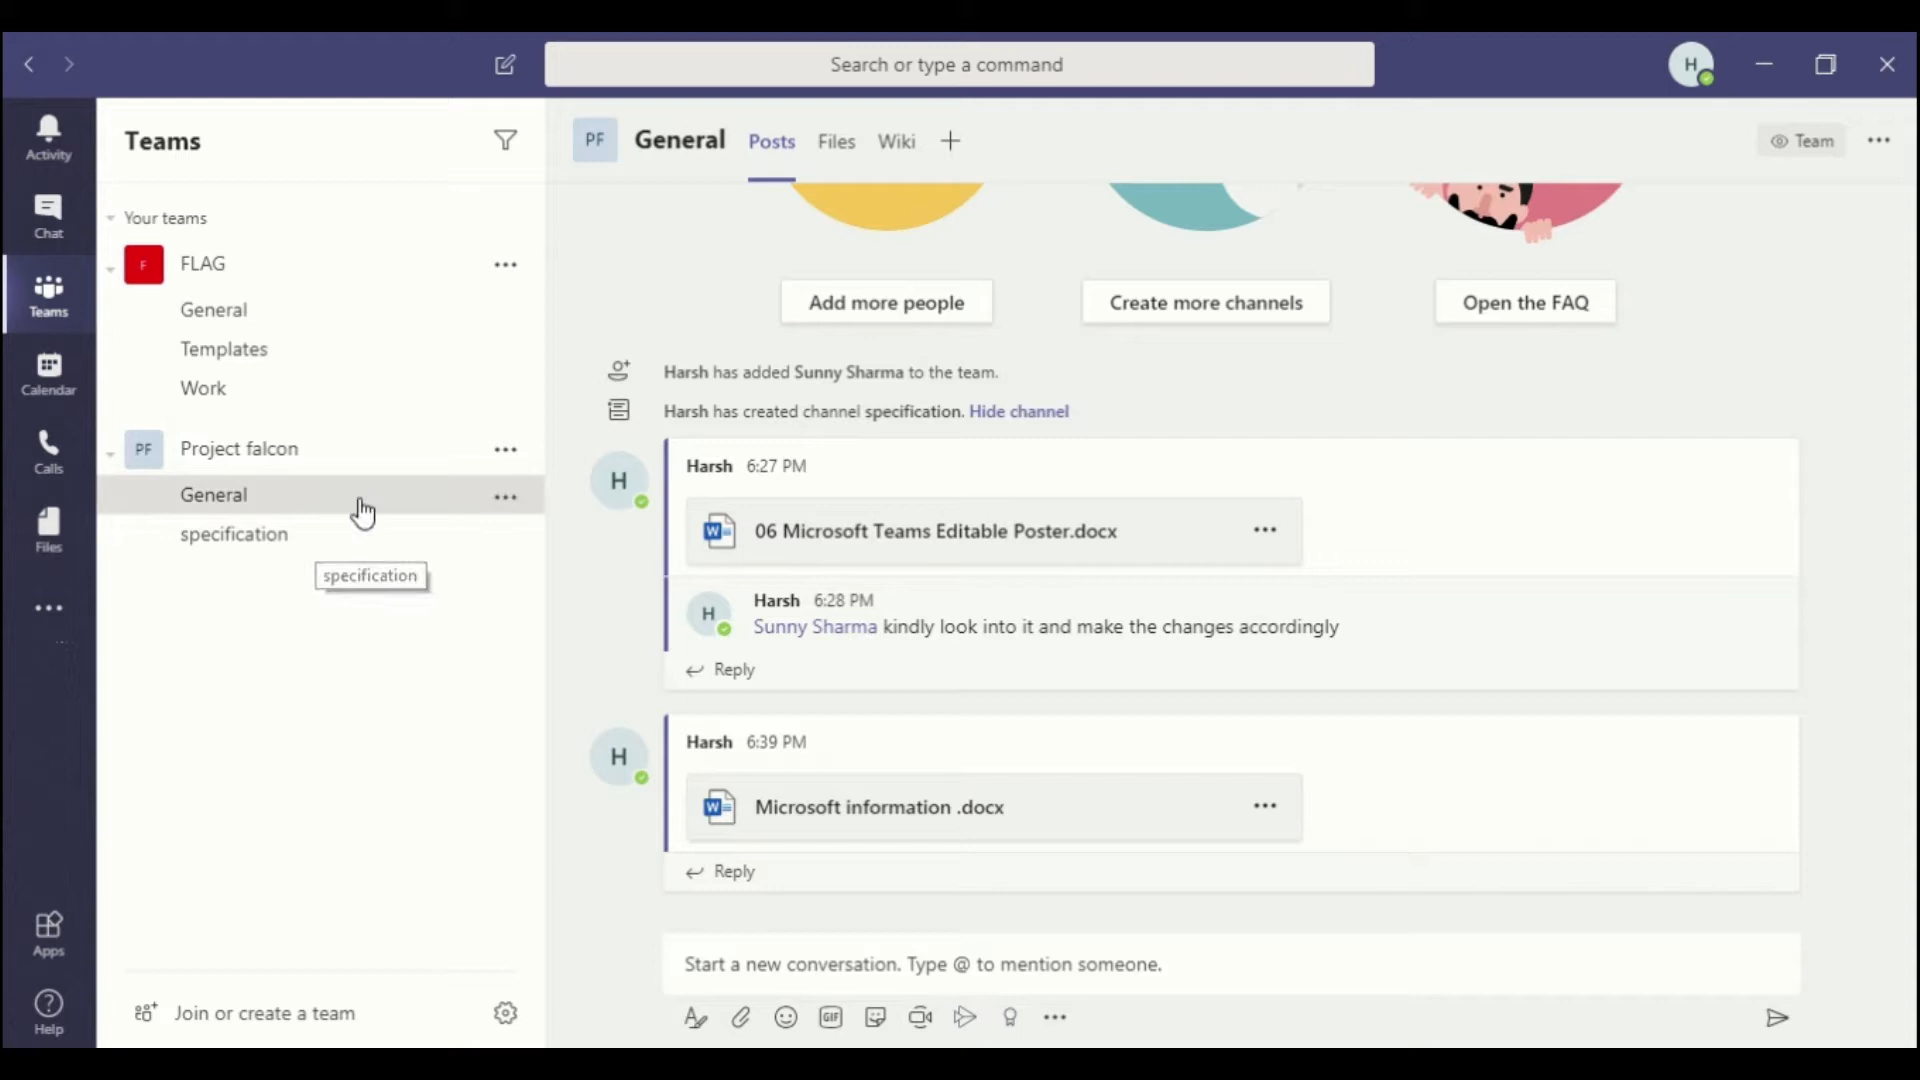 Search or type a command
H
Activity
Chat
Teams
Calendar
Calls
Files
Apps
Help
Teams
Your teams
F FLAG
General
Templates
Work
PF Project falcon
General
specification
specification
Join or create a team
PF General Posts Files Wiki
Team
Add more people
Create more channels
Open the FAQ
Harsh has added Sunny Sharma to the team.
Harsh has created channel specification. Hide channel
H
Harsh 6:27 PM
06 Microsoft Teams Editable Poster.docx
H
Harsh 6:28 PM
Sunny Sharma kindly look into it and make the changes accordingly
Reply
H
Harsh 6:39 PM
Microsoft information .docx
Reply
Start a new conversation. Type @ to mention someone.
GIF